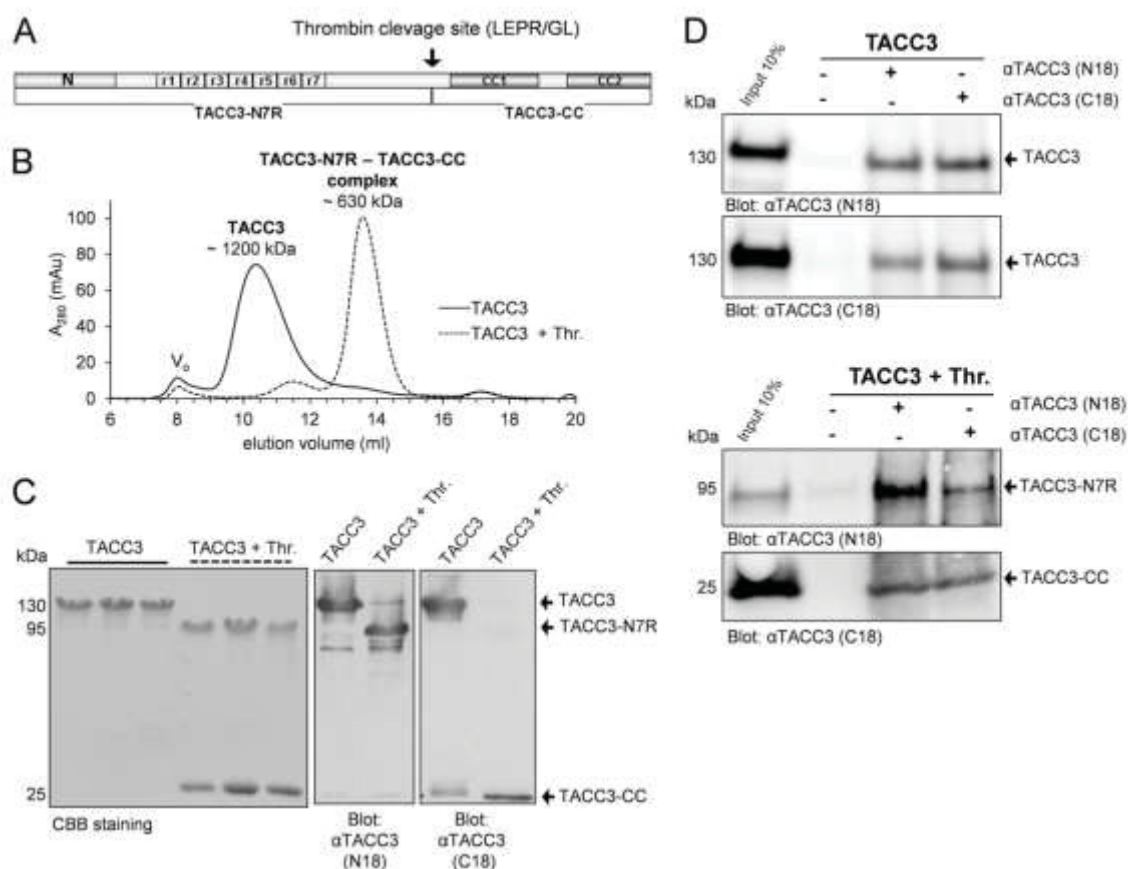 A
Thrombin cleavage site (LEPR/GL)
N r1 r2 r3 r4 r5 r6 r7 CC1 CC2
TACC3-N7R TACC3-CC
B
TACC3-N7R – TACC3-CC
complex
~ 630 kDa
TACC3
~ 1200 kDa
TACC3
TACC3 + Thr.
Vo
A280 (mAu)
100
80
60
40
20
0
6 8 10 12 14 16 18 20
elution volume (ml)
C
kDa
TACC3 TACC3 + Thr. TACC3 TACC3 + Thr. TACC3 TACC3 + Thr.
130
95
25
TACC3
TACC3-N7R
TACC3-CC
CBB staining
Blot:
αTACC3
(N18)
Blot:
αTACC3
(C18)
D
TACC3
Input 10% - + - αTACC3 (N18)
- - + αTACC3 (C18)
kDa
130 TACC3
Blot: αTACC3 (N18)
130 TACC3
Blot: αTACC3 (C18)
TACC3 + Thr.
Input 10% - + - αTACC3 (N18)
- - + αTACC3 (C18)
kDa
95 TACC3-N7R
Blot: αTACC3 (N18)
25 TACC3-CC
Blot: αTACC3 (C18)